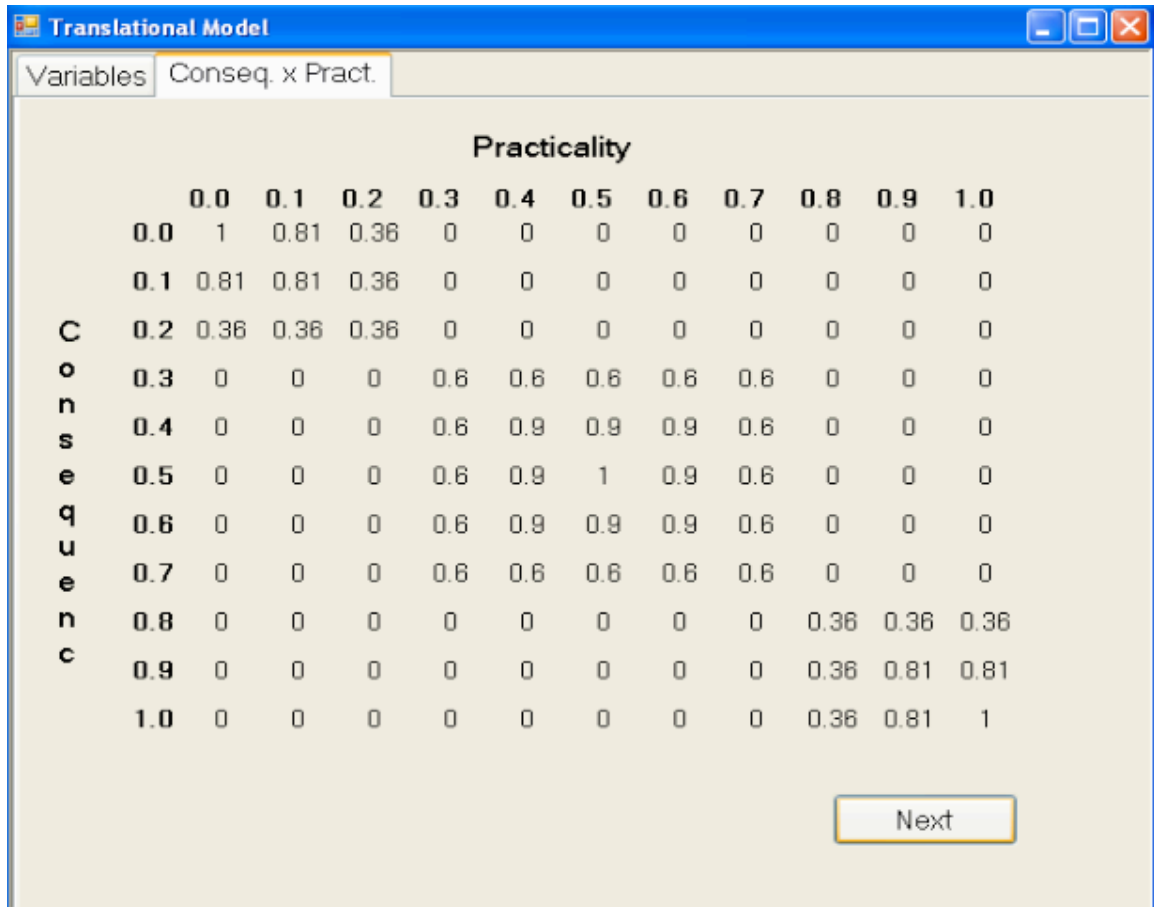 Translational Model
Variables Conseq. x Pract.
Practicality
0.0 0.1 0.2 0.3 0.4 0.5 0.6 0.7 0.8 0.9 1.0
0.0 1 0.81 0.36 0 0 0 0 0 0 0 0
0.1 0.81 0.81 0.36 0 0 0 0 0 0 0 0
0.2 0.36 0.36 0.36 0 0 0 0 0 0 0 0
0.3 0 0 0 0.6 0.6 0.6 0.6 0.6 0 0 0
0.4 0 0 0 0.6 0.9 0.9 0.9 0.6 0 0 0
0.5 0 0 0 0.6 0.9 1 0.9 0.6 0 0 0
0.6 0 0 0 0.6 0.9 0.9 0.9 0.6 0 0 0
0.7 0 0 0 0.6 0.6 0.6 0.6 0.6 0 0 0
0.8 0 0 0 0 0 0 0 0 0.36 0.36 0.36
0.9 0 0 0 0 0 0 0 0 0.36 0.81 0.81
1.0 0 0 0 0 0 0 0 0 0.36 0.81 1
Consequenc
Next